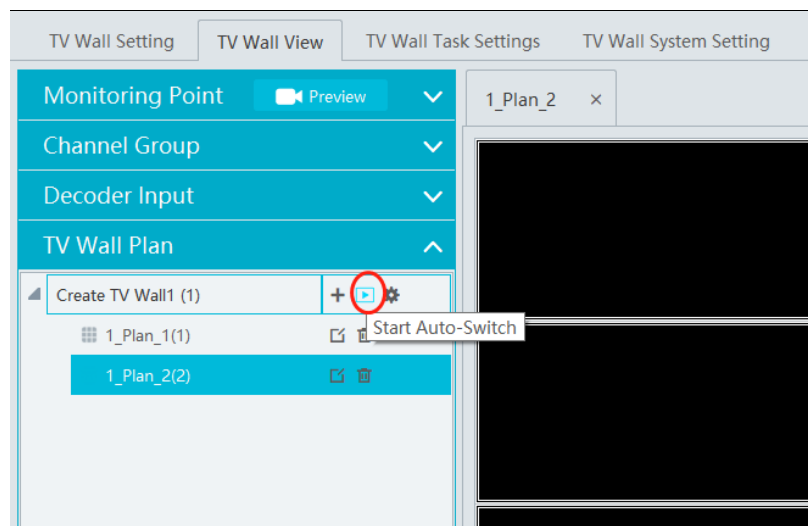 TV Wall Setting TV Wall View TV Wall Task Settings TV Wall System Setting
Monitoring Point Preview
1_Plan_2 ×
Channel Group
Decoder Input
TV Wall Plan
Create TV Wall1 (1)
Start Auto-Switch
1_Plan_1(1)
1_Plan_2(2)